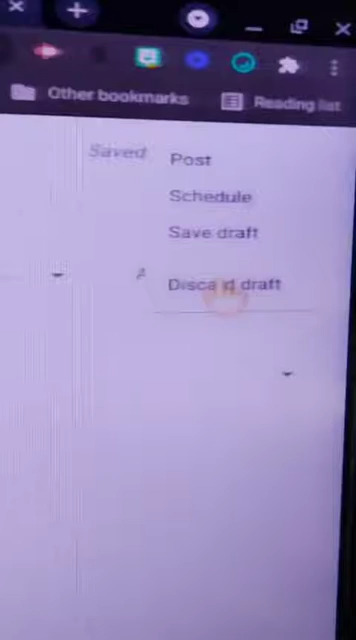 Other bookmarks
Reading list
Saved
Post
Schedule
Save draft
Discard draft